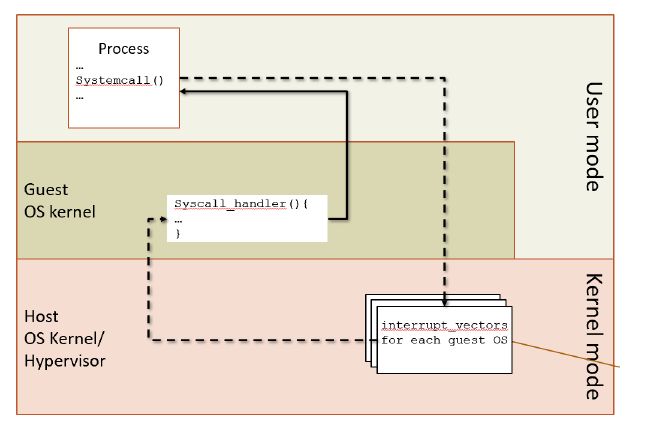 Process
…
Systemcall()
…
User mode
Guest
OS kernel
Syscall_handler(){
…
}
Host
OS Kernel/
Hypervisor
interrupt_vectors
for each guest OS
Kernel mode